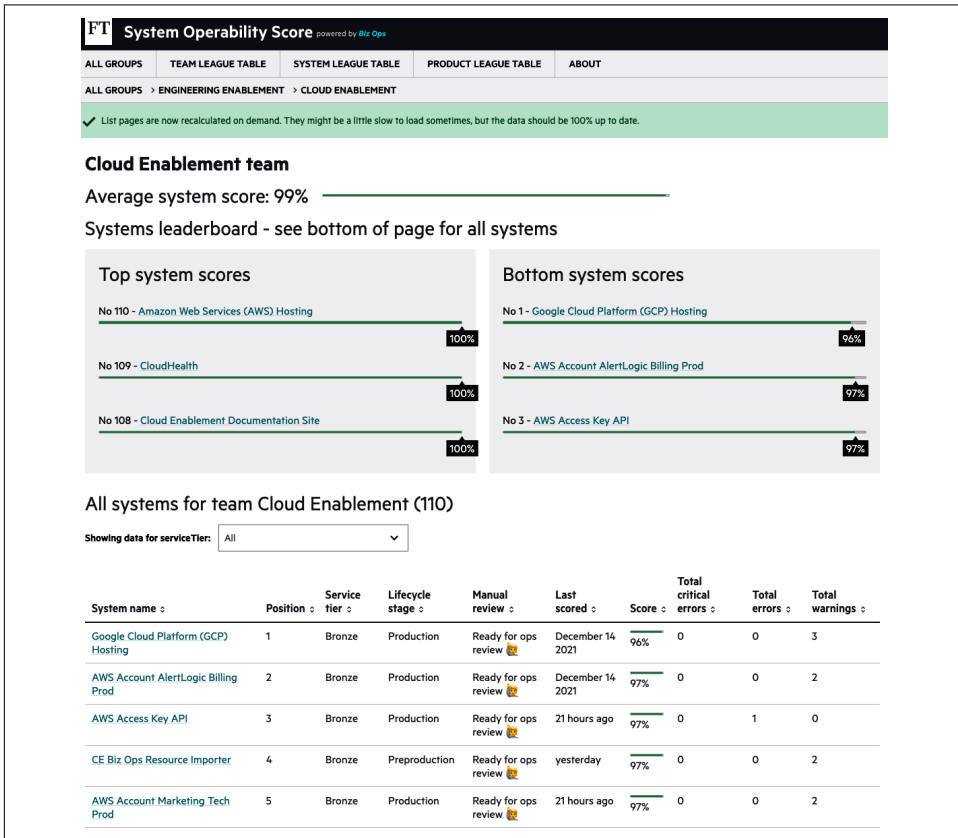 FT System Operability Score powered by Biz Ops
ALL GROUPS TEAM LEAGUE TABLE SYSTEM LEAGUE TABLE PRODUCT LEAGUE TABLE ABOUT
ALL GROUPS > ENGINEERING ENABLEMENT > CLOUD ENABLEMENT
List pages are now recalculated on demand. They might be a little slow to load sometimes, but the data should be 100% up to date.
Cloud Enablement team
Average system score: 99%
Systems leaderboard - see bottom of page for all systems
Top system scores
No 110 - Amazon Web Services (AWS) Hosting
100%
No 109 - CloudHealth
100%
No 108 - Cloud Enablement Documentation Site
100%
Bottom system scores
No 1 - Google Cloud Platform (GCP) Hosting
96%
No 2 - AWS Account AlertLogic Billing Prod
97%
No 3 - AWS Access Key API
97%
All systems for team Cloud Enablement (110)
Showing data for serviceTier: All
System name Position Service tier Lifecycle stage Manual review Last scored Score Total critical errors Total errors Total warnings
Google Cloud Platform (GCP) Hosting 1 Bronze Production Ready for ops review December 14 2021 96% 0 0 3
AWS Account AlertLogic Billing Prod 2 Bronze Production Ready for ops review December 14 2021 97% 0 0 2
AWS Access Key API 3 Bronze Production Ready for ops review 21 hours ago 97% 0 1 0
CE Biz Ops Resource Importer 4 Bronze Preproduction Ready for ops review yesterday 97% 0 0 2
AWS Account Marketing Tech Prod 5 Bronze Production Ready for ops review 21 hours ago 97% 0 0 2